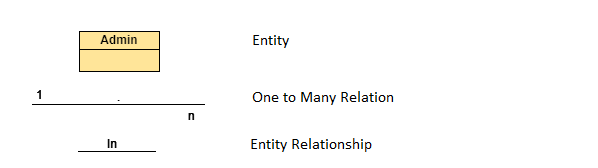 Admin Entity
1 One to Many Relation
n
In Entity Relationship